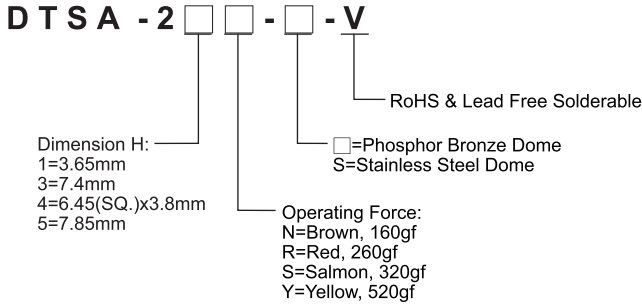 DTSA-2□□-□-V
RoHS & Lead Free Solderable
Dimension H:
1=3.65mm
3=7.4mm
4=6.45(SQ.)x3.8mm
5=7.85mm
□=Phosphor Bronze Dome
S=Stainless Steel Dome
Operating Force:
N=Brown, 160gf
R=Red, 260gf
S=Salmon, 320gf
Y=Yellow, 520gf